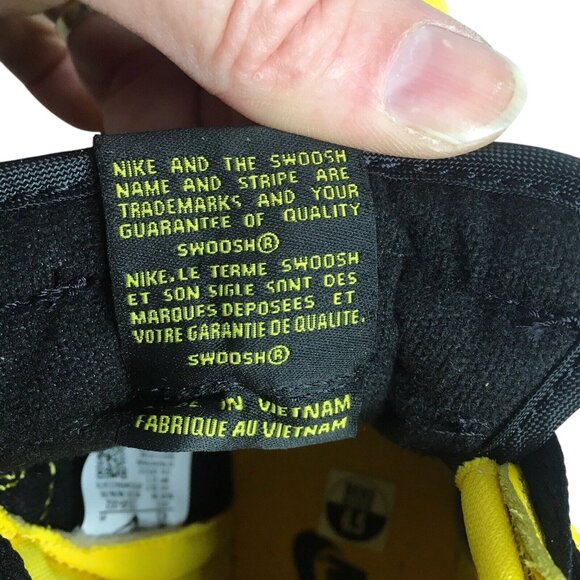 NIKE AND THE SWOOSH
NAME AND STRIPE ARE
TRADEMARKS AND YOUR
GUARANTEE OF QUALITY
SWOOSH®
NIKE, LE TERME SWOOSH
ET SON SIGLE SONT DES
MARQUES DEPOSEES ET
VOTRE GARANTIE DE QUALITE.
SWOOSH®
IN VIETNAM
FABRIQUE AU VIETNAM